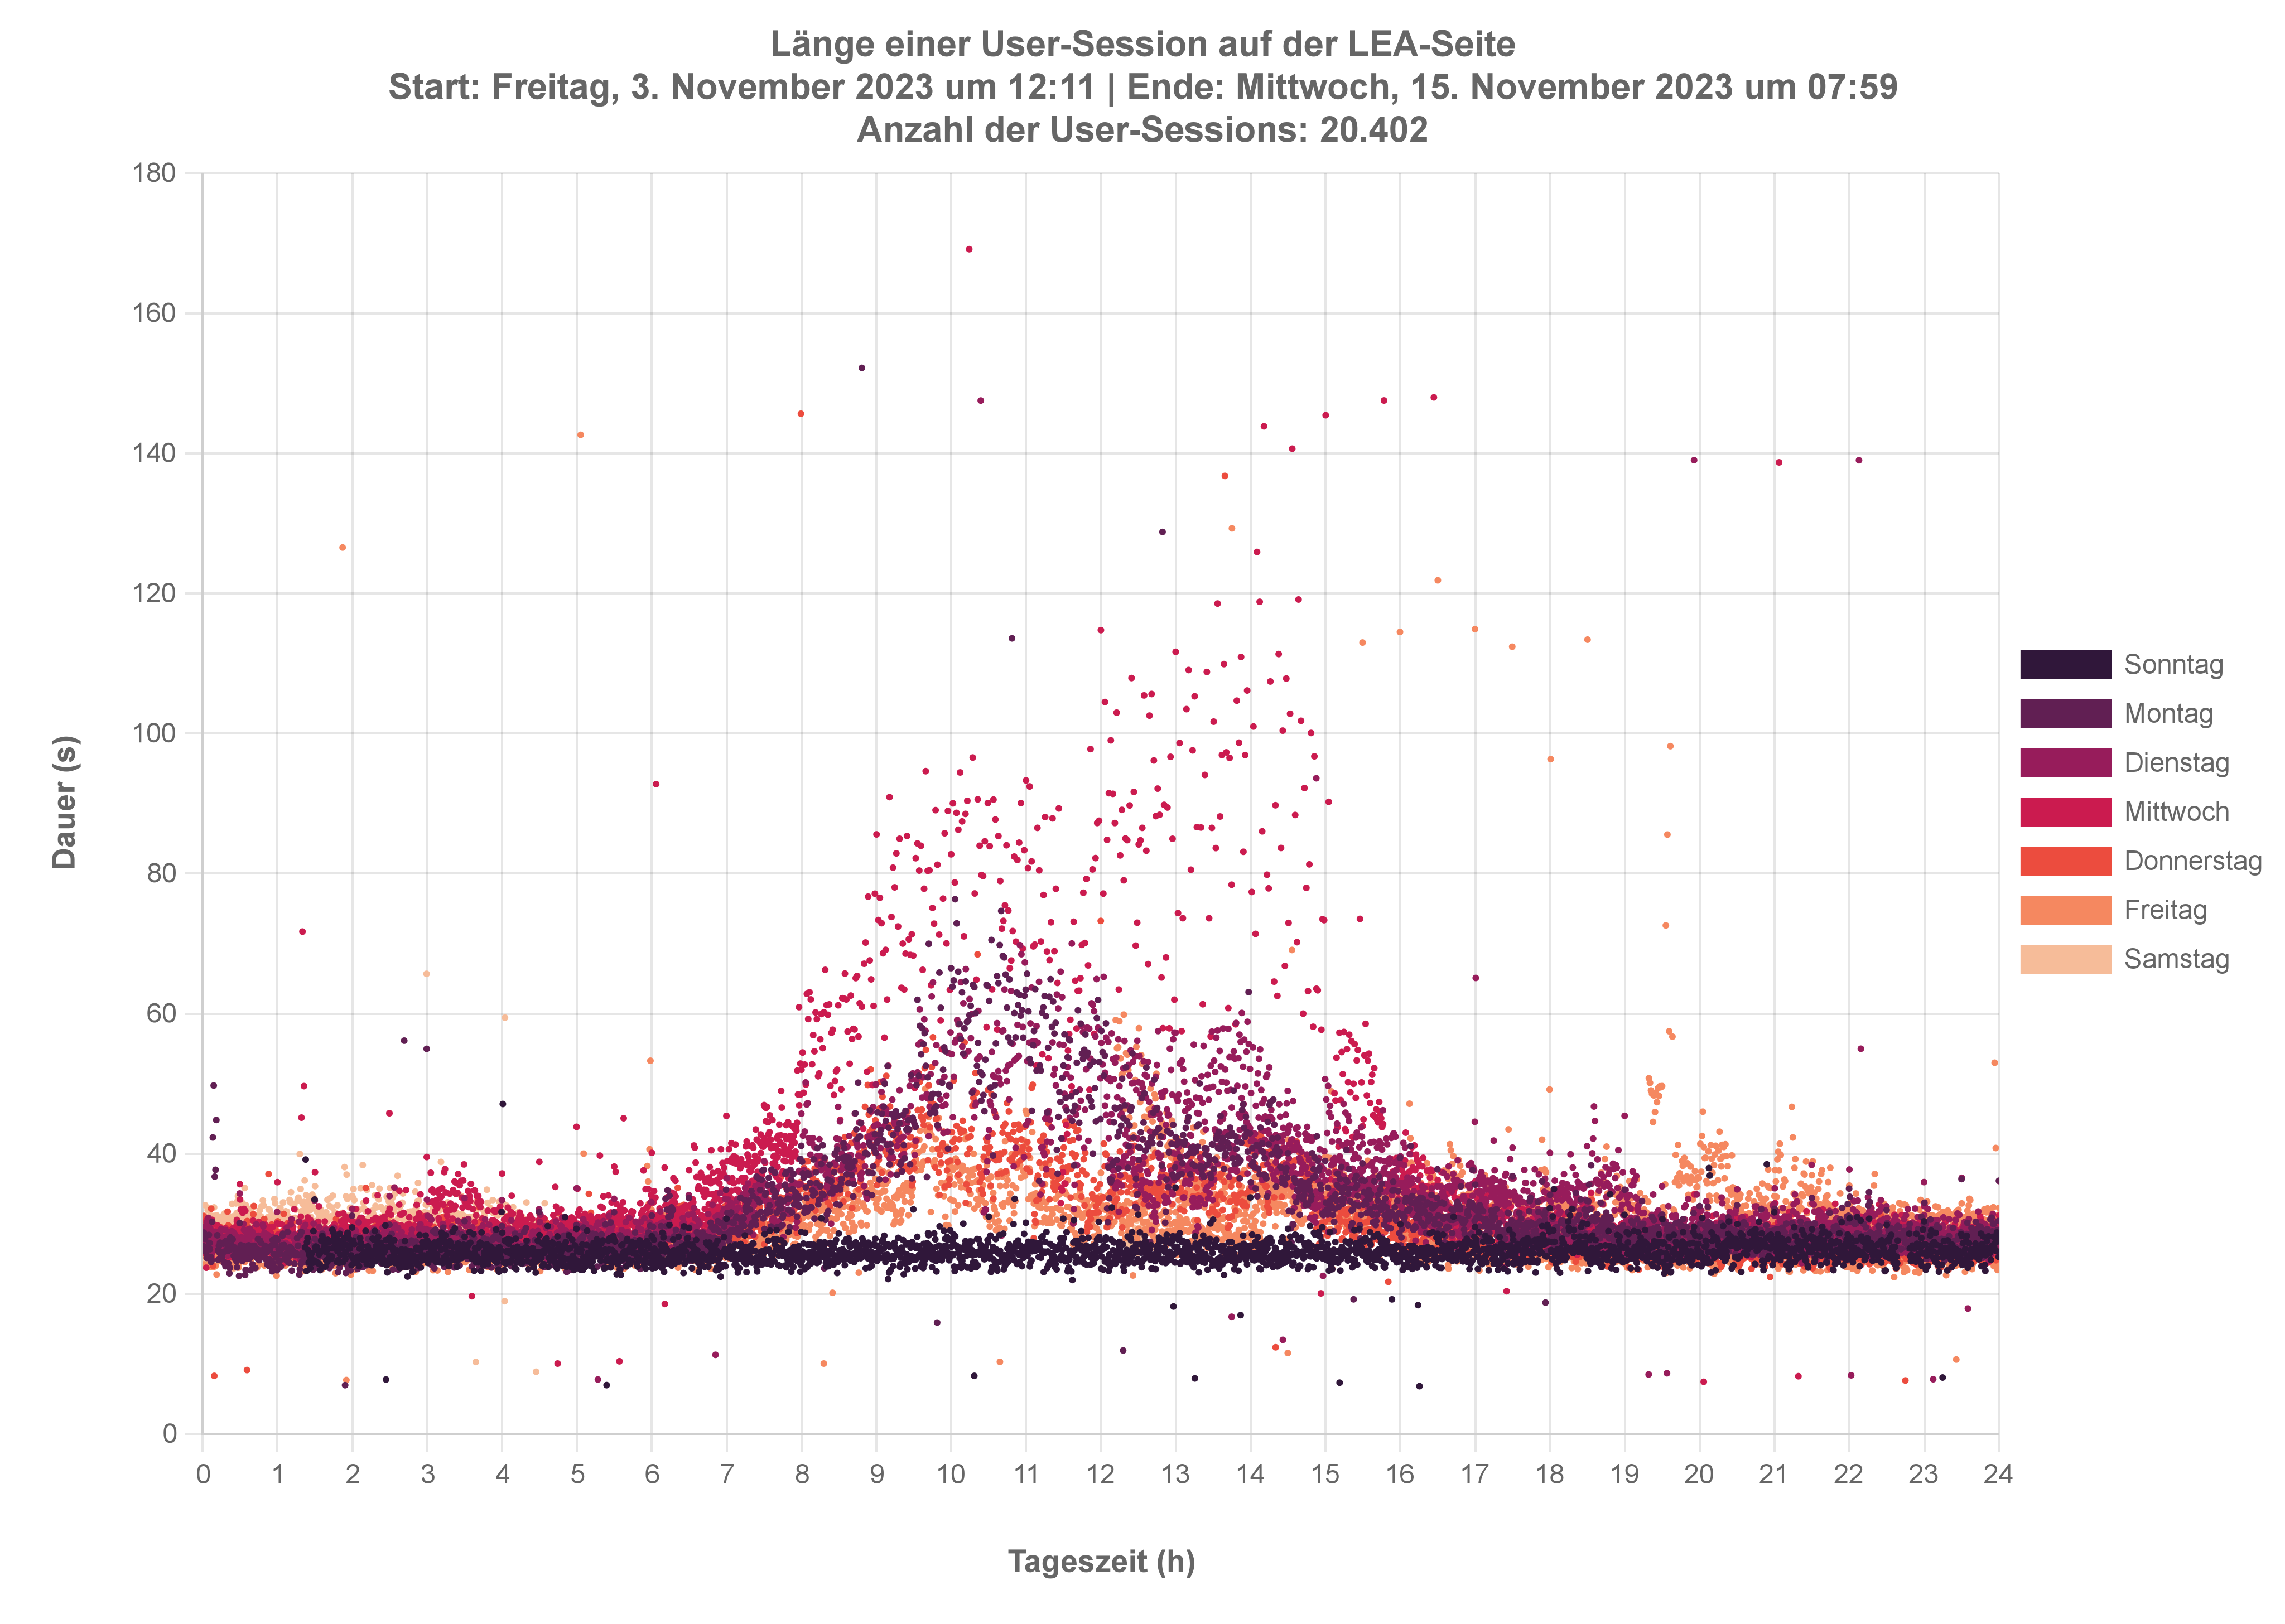 Länge einer User-Session auf der LEA-Seite
Start: Freitag, 3. November 2023 um 12:11 | Ende: Mittwoch, 15. November 2023 um 07:59
Anzahl der User-Sessions: 20.402
180
160
140
120
100
80
60
40
20
0
Dauer (s)
0 1 2 3 4 5 6 7 8 9 10 11 12 13 14 15 16 17 18 19 20 21 22 23 24
Tageszeit (h)
Sonntag
Montag
Dienstag
Mittwoch
Donnerstag
Freitag
Samstag